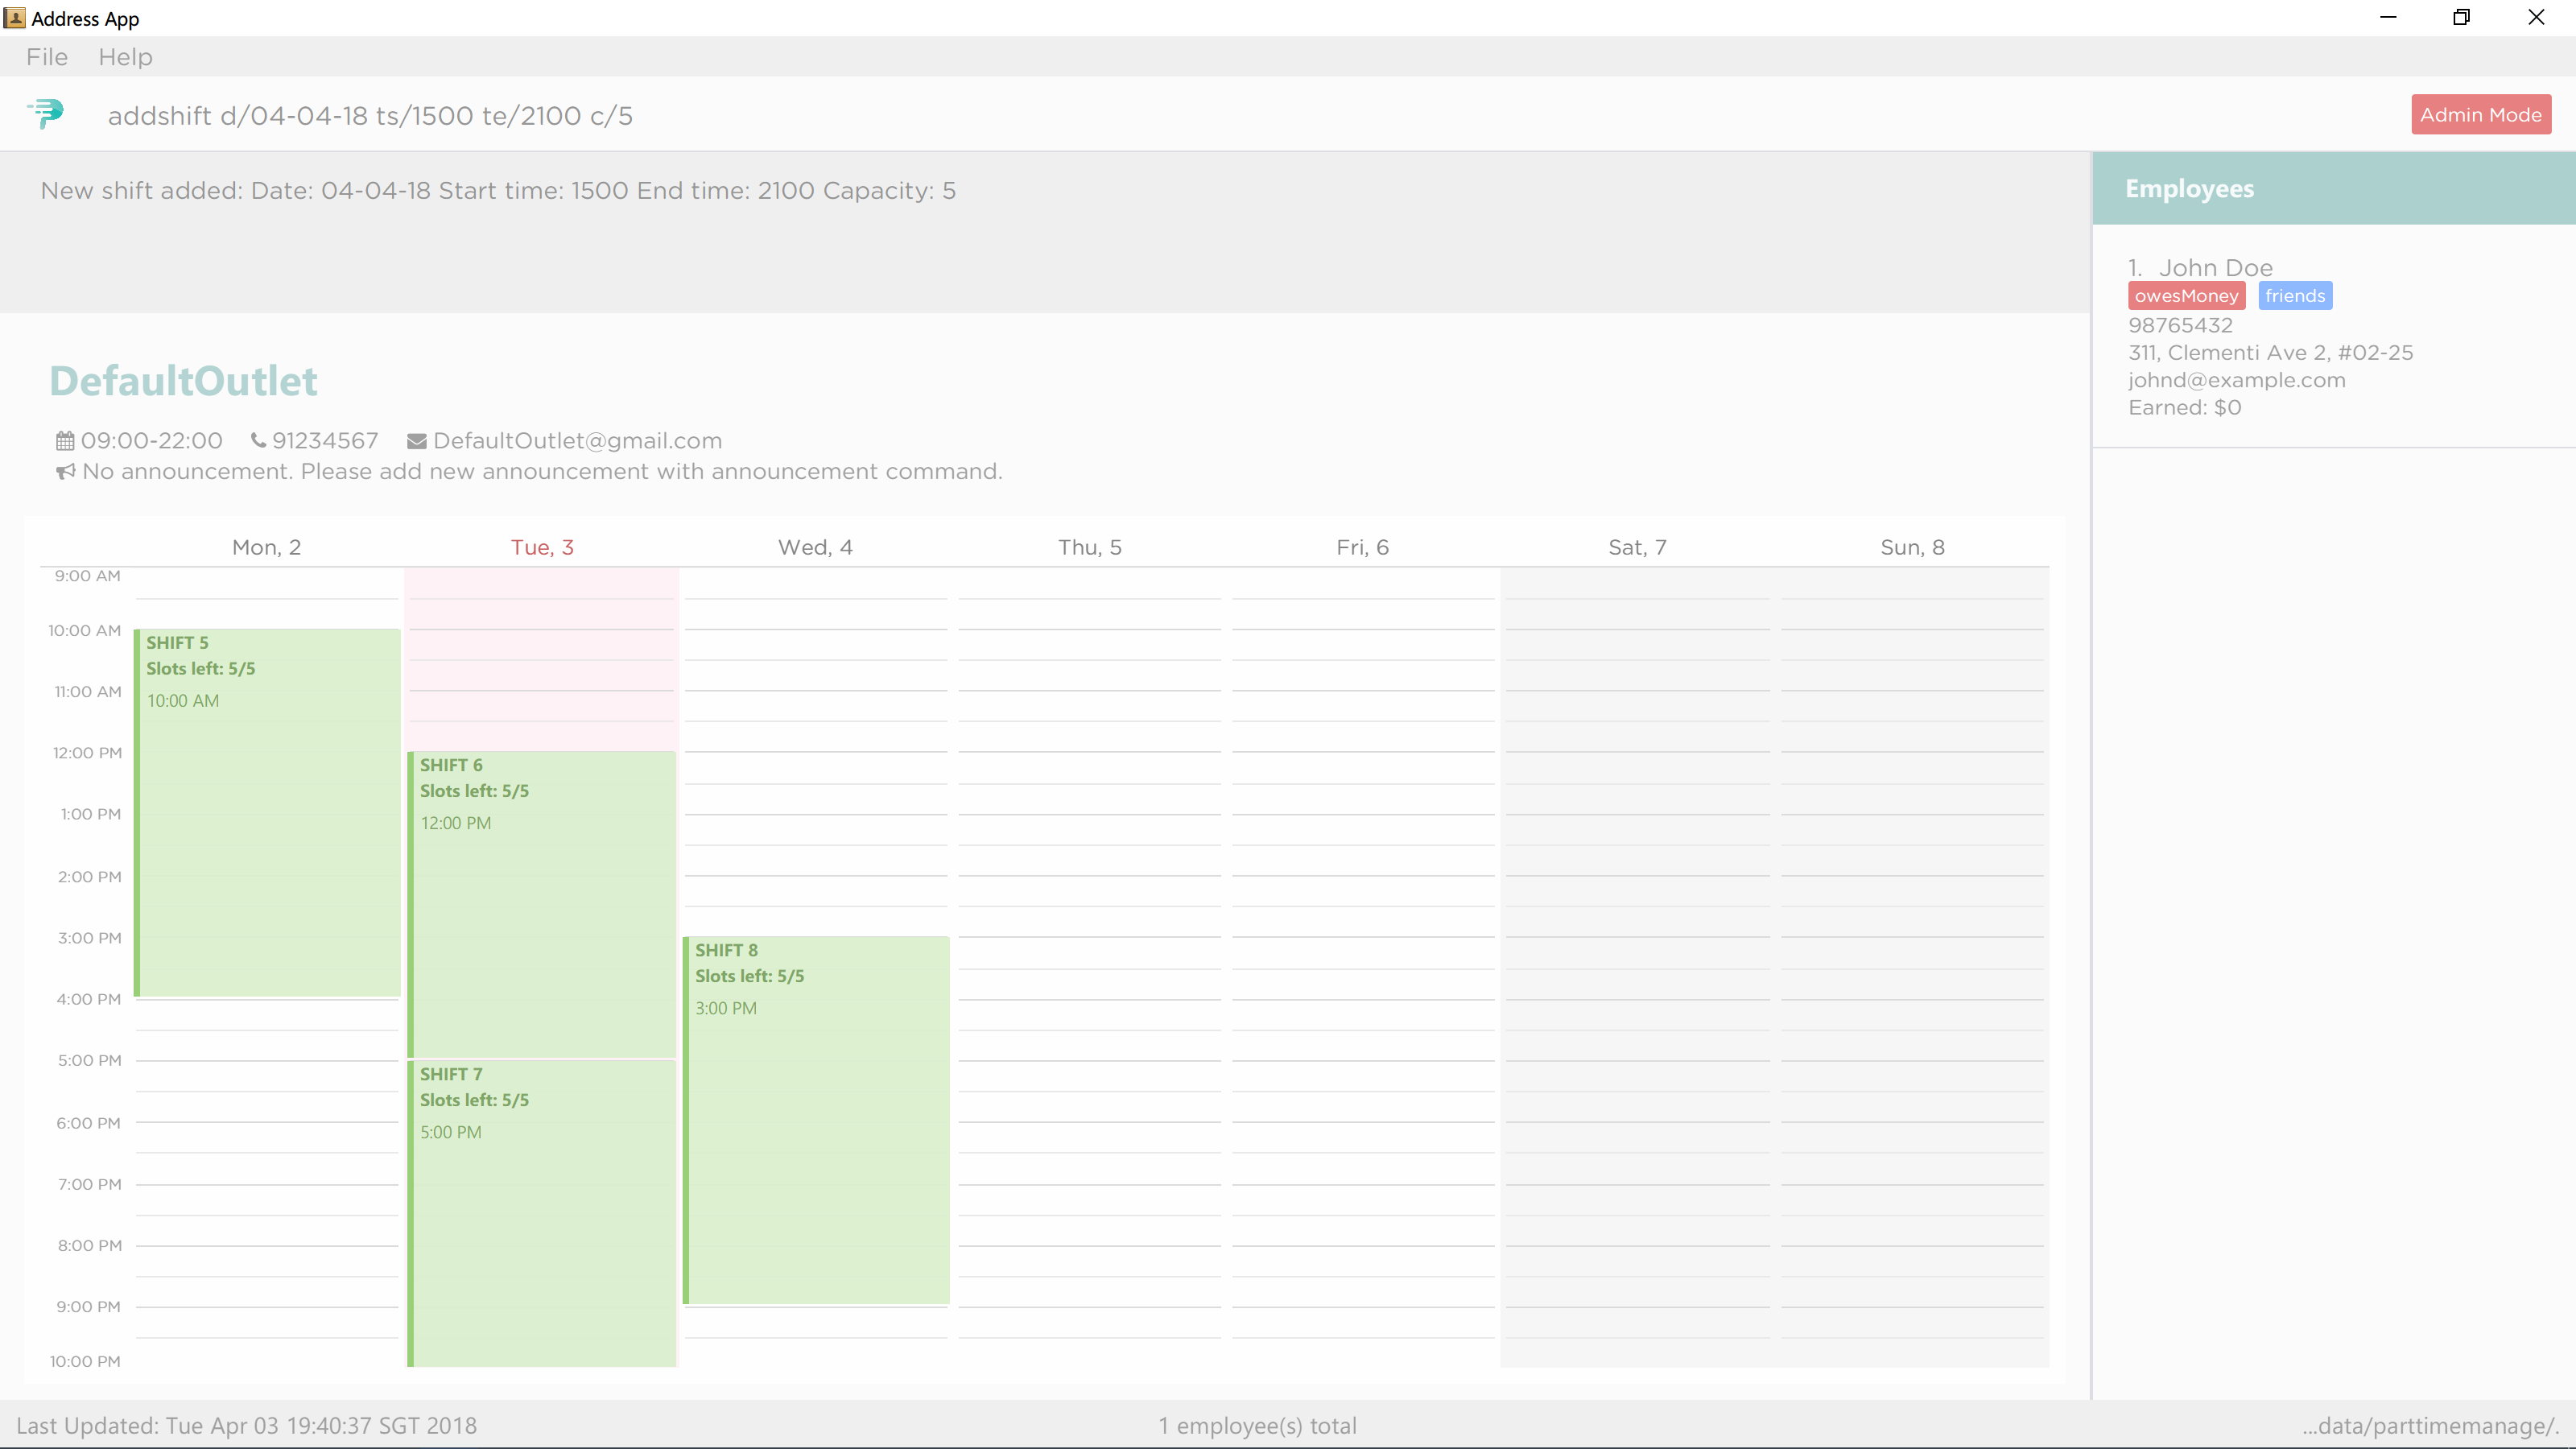 Address App
File Help
addshift d/04-04-18 ts/1500 te/2100 c/5
Admin Mode
New shift added: Date: 04-04-18 Start time: 1500 End time: 2100 Capacity: 5
DefaultOutlet
09:00-22:00 91234567 DefaultOutlet@gmail.com
No announcement. Please add new announcement with announcement command.
Mon, 2 Tue, 3 Wed, 4 Thu, 5 Fri, 6 Sat, 7 Sun, 8
9:00 AM
10:00 AM
11:00 AM
12:00 PM
1:00 PM
2:00 PM
3:00 PM
4:00 PM
5:00 PM
6:00 PM
7:00 PM
8:00 PM
9:00 PM
10:00 PM
SHIFT 5
Slots left: 5/5
10:00 AM
SHIFT 6
Slots left: 5/5
12:00 PM
SHIFT 7
Slots left: 5/5
5:00 PM
SHIFT 8
Slots left: 5/5
3:00 PM
Employees
1. John Doe
owesMoney friends
98765432
311, Clementi Ave 2, #02-25
johnd@example.com
Earned: $0
Last Updated: Tue Apr 03 19:40:37 SGT 2018
1 employee(s) total
...data/parttimemanage/.